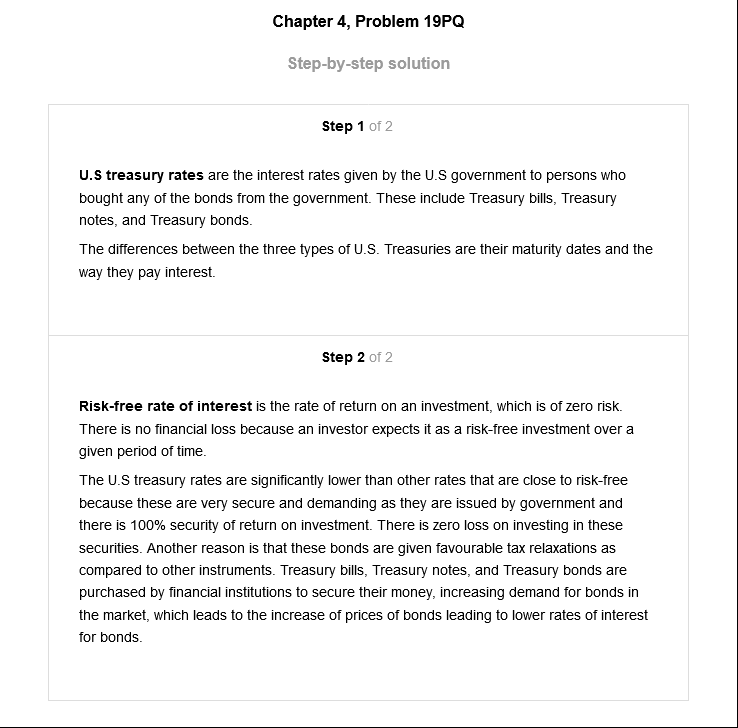 Chapter 4, Problem 19PQ
Step-by-step solution
Step 1 of 2
U.S treasury rates are the interest rates given by the U.S government to persons who
bought any of the bonds from the government. These include Treasury bills, Treasury
notes, and Treasury bonds.
The differences between the three types of U.S. Treasuries are their maturity dates and the
way they pay interest.
Step 2 of 2
Risk-free rate of interest is the rate of return on an investment, which is of zero risk.
There is no financial loss because an investor expects it as a risk-free investment over a
given period of time.
The U.S treasury rates are significantly lower than other rates that are close to risk-free
because these are very secure and demanding as they are issued by government and
there is 100% security of return on investment. There is zero loss on investing in these
securities. Another reason is that these bonds are given favourable tax relaxations as
compared to other instruments. Treasury bills, Treasury notes, and Treasury bonds are
purchased by financial institutions to secure their money, increasing demand for bonds in
the market, which leads to the increase of prices of bonds leading to lower rates of interest
for bonds.